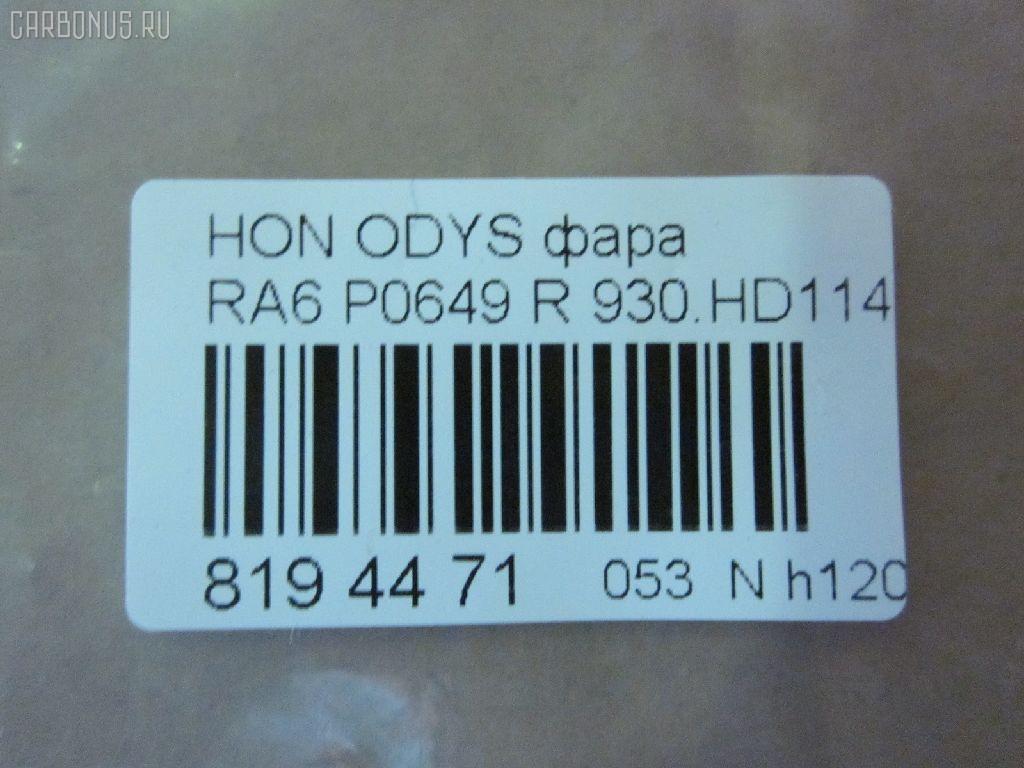 CARBONUS.RU
HON ODYS фара
RA6 P0649 R 930.HD114
819 44 71 053 N h120